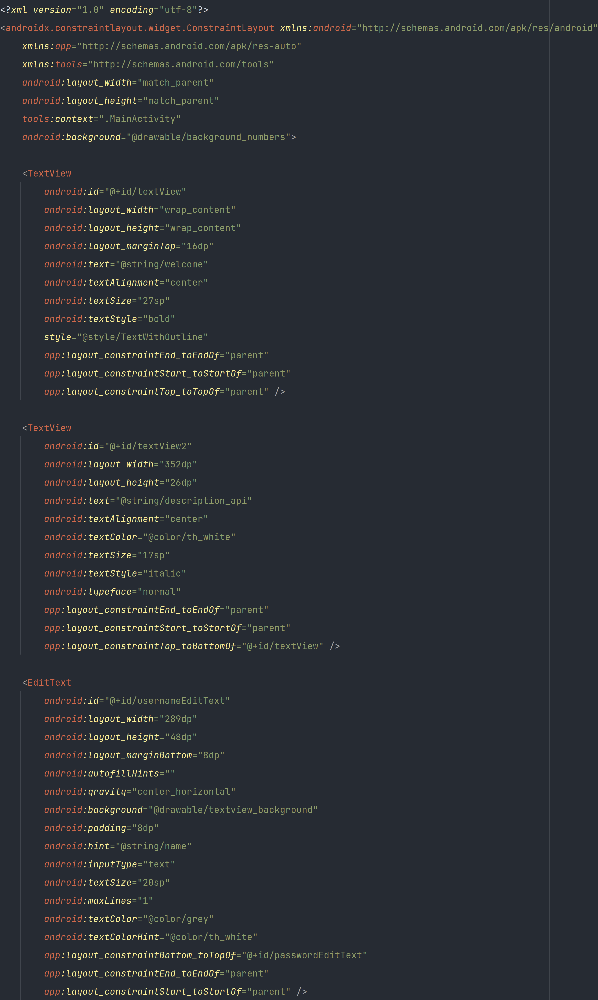 <?xml version="1.0" encoding="utf-8"?>
<androidx.constraintlayout.widget.ConstraintLayout xmlns:android="http://schemas.android.com/apk/res/android"
    xmlns:app="http://schemas.android.com/apk/res-auto"
    xmlns:tools="http://schemas.android.com/tools"
    android:layout_width="match_parent"
    android:layout_height="match_parent"
    tools:context=".MainActivity"
    android:background="@drawable/background_numbers">

    <TextView
        android:id="@+id/textView"
        android:layout_width="wrap_content"
        android:layout_height="wrap_content"
        android:layout_marginTop="16dp"
        android:text="@string/welcome"
        android:textAlignment="center"
        android:textSize="27sp"
        android:textStyle="bold"
        style="@style/TextWithOutline"
        app:layout_constraintEnd_toEndOf="parent"
        app:layout_constraintStart_toStartOf="parent"
        app:layout_constraintTop_toTopOf="parent" />

    <TextView
        android:id="@+id/textView2"
        android:layout_width="352dp"
        android:layout_height="26dp"
        android:text="@string/description_api"
        android:textAlignment="center"
        android:textColor="@color/th_white"
        android:textSize="17sp"
        android:textStyle="italic"
        android:typeface="normal"
        app:layout_constraintEnd_toEndOf="parent"
        app:layout_constraintStart_toStartOf="parent"
        app:layout_constraintTop_toBottomOf="@+id/textView" />

    <EditText
        android:id="@+id/usernameEditText"
        android:layout_width="289dp"
        android:layout_height="48dp"
        android:layout_marginBottom="8dp"
        android:autofillHints=""
        android:gravity="center_horizontal"
        android:background="@drawable/textview_background"
        android:padding="8dp"
        android:hint="@string/name"
        android:inputType="text"
        android:textSize="20sp"
        android:maxLines="1"
        android:textColor="@color/grey"
        android:textColorHint="@color/th_white"
        app:layout_constraintBottom_toTopOf="@+id/passwordEditText"
        app:layout_constraintEnd_toEndOf="parent"
        app:layout_constraintStart_toStartOf="parent" />